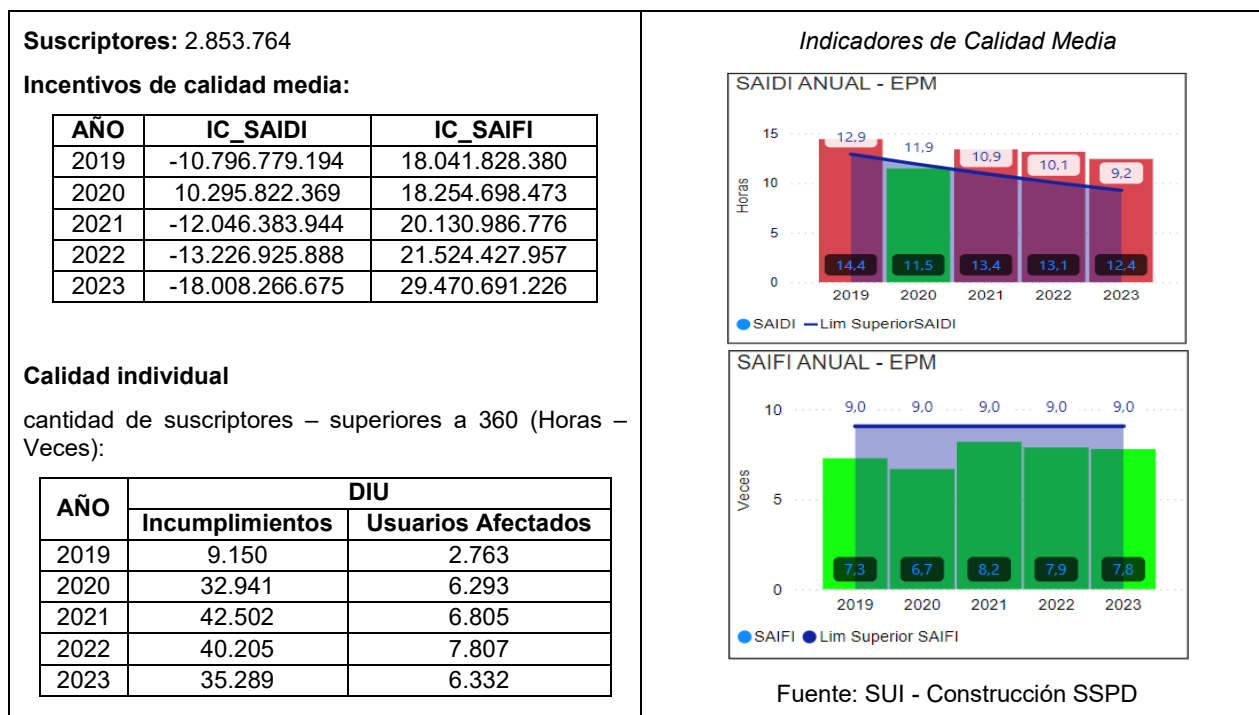 Suscriptores: 2.853.764
Incentivos de calidad media:
AÑO IC_SAIDI IC_SAIFI
2019 -10.796.779.194 18.041.828.380
2020 10.295.822.369 18.254.698.473
2021 -12.046.383.944 20.130.986.776
2022 -13.226.925.888 21.524.427.957
2023 -18.008.266.675 29.470.691.226
Calidad individual
cantidad de suscriptores – superiores a 360 (Horas –
Veces):
AÑO DIU
Incumplimientos Usuarios Afectados
2019 9.150 2.763
2020 32.941 6.293
2021 42.502 6.805
2022 40.205 7.807
2023 35.289 6.332
Indicadores de Calidad Media
SAIDI ANUAL - EPM
15
12,9 11,9 10,9 10,1 9,2
10
Horas
5
14,4 11,5 13,4 13,1 12,4
0
2019 2020 2021 2022 2023
SAIDI Lim SuperiorSAIDI
SAIFI ANUAL - EPM
10 9,0 9,0 9,0 9,0 9,0
Veces
5
7,3 6,7 8,2 7,9 7,8
0
2019 2020 2021 2022 2023
SAIFI Lim Superior SAIFI
Fuente: SUI - Construcción SSPD